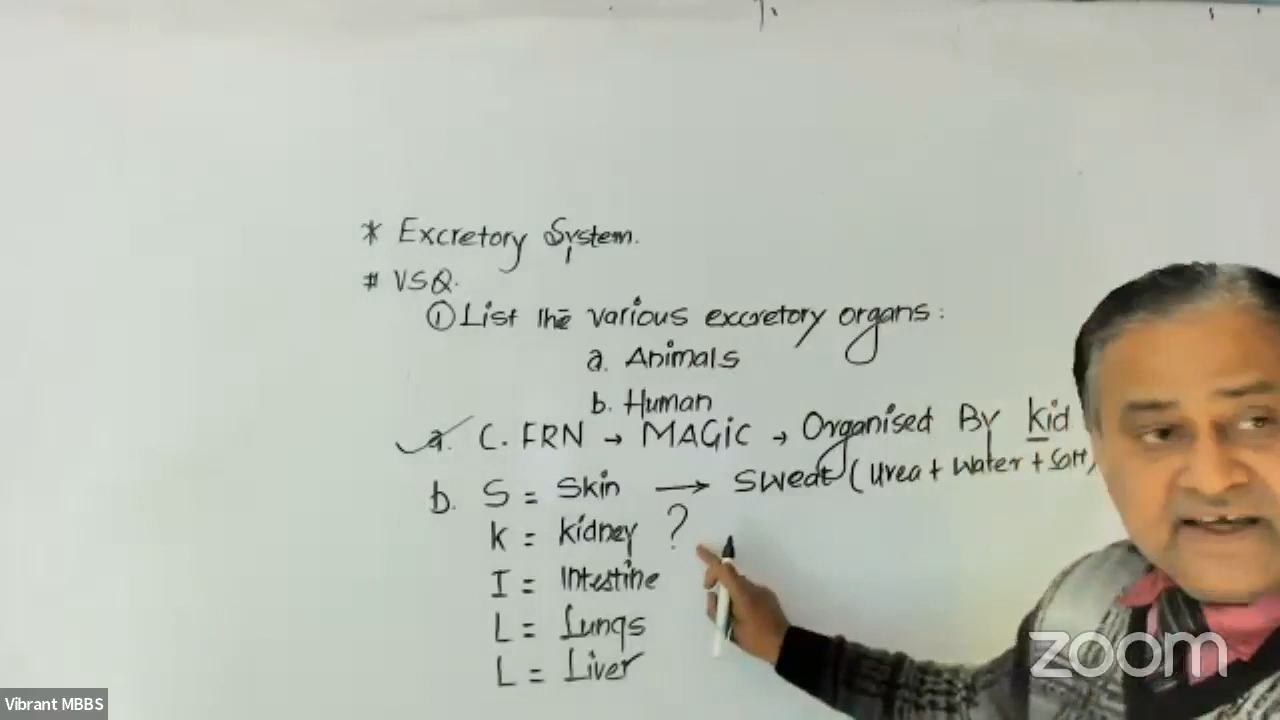 * Excretory System.
# VSQ.
① List the various excretory organs:
a. Animals
b. Human
a. C. FRN → MAGiC → Organised By kid
b. S = Skin → Sweat (Urea + Water + Salt)
K = kidney ?
I = Intestine
L = Lungs
L = Liver
zoom
Vibrant MBBS